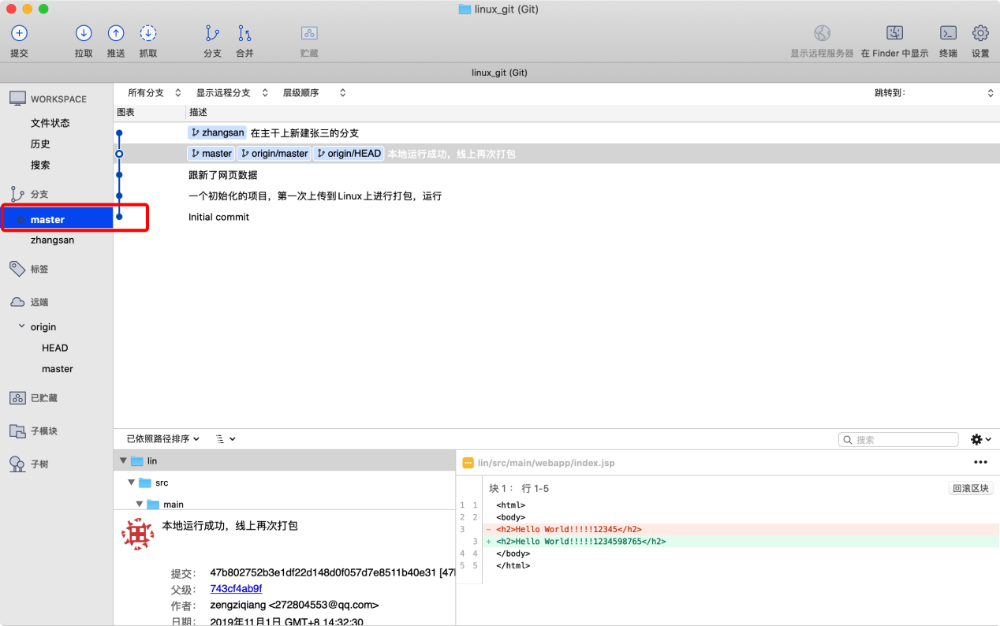 linux_git (Git)
提交 拉取 推送 抓取 分支 合并 贮藏 显示远程服务器 在 Finder 中显示 终端 设置
linux_git (Git)
WORKSPACE
文件状态
历史
搜索
分支
master
zhangsan
标签
远端
origin
HEAD
master
已贮藏
子模块
子树
所有分支 显示远程分支 层级顺序 跳转到：
图表 描述
zhangsan 在主干上新建张三的分支
master origin/master origin/HEAD 本地运行成功，线上再次打包
跟新了网页数据
一个初始化的项目，第一次上传到Linux上进行打包，运行
Initial commit
已依照路径排序 搜索
lin
src
main
本地运行成功，线上再次打包
提交： 47b802752b3e1df22d148d0f057d7e8511b40e31 [47
父级： 743cf4ab9f
作者： zengziqiang <272804553@qq.com>
日期： 2019年11月1日 GMT+8 14:32:30
lin/src/main/webapp/index.jsp
块 1： 行 1-5 回滚区块
1 1 <html>
2 2 <body>
3 - <h2>Hello World!!!!!12345</h2>
3 + <h2>Hello World!!!!!1234598765</h2>
4 4 </body>
5 5 </html>